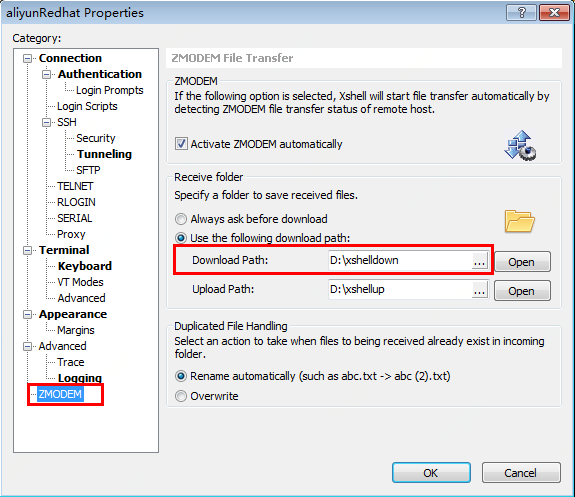 aliyunRedhat Properties
Category:
Connection
Authentication
Login Prompts
Login Scripts
SSH
Security
Tunneling
SFTP
TELNET
RLOGIN
SERIAL
Proxy
Terminal
Keyboard
VT Modes
Advanced
Appearance
Margins
Advanced
Trace
Logging
ZMODEM
ZMODEM File Transfer
ZMODEM
If the following option is selected, Xshell will start file transfer automatically by
detecting ZMODEM file transfer status of remote host.
Activate ZMODEM automatically
Receive folder
Specify a folder to save received files.
Always ask before download
Use the following download path:
Download Path: D:\xshelldown ... Open
Upload Path: D:\xshellup ... Open
Duplicated File Handling
Select an action to take when files to being received already exist in incoming
folder.
Rename automatically (such as abc.txt -> abc (2).txt)
Overwrite
OK Cancel